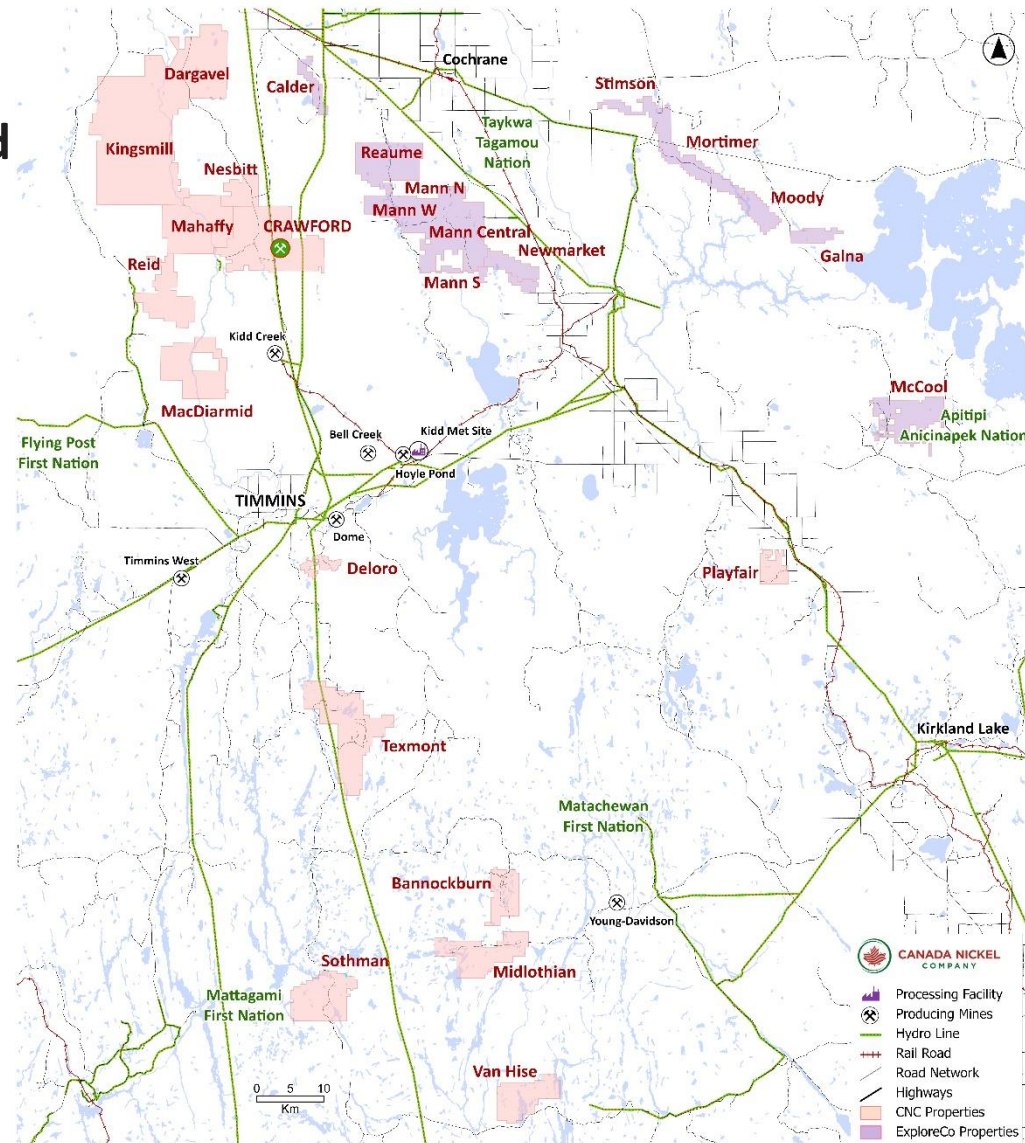 d
Dargavel
Calder
Cochrane
Stimson
Kingsmill
Taykwa
Tagamou
Nation
Reaume
Mortimer
Nesbitt
Mann N
Moody
Mann W
Mahaffy
CRAWFORD
Mann Central
Newmarket
Galna
Reid
Mann S
Kidd Creek
McCool
MacDiarmid
Apitipi
Anicinapek Nation
Flying Post
First Nation
Bell Creek
Kidd Met Site
Hoyle Pond
TIMMINS
Dome
Timmins West
Deloro
Playfair
Kirkland Lake
Texmont
Matachewan
First Nation
Bannockburn
Young-Davidson
Sothman
Midlothian
Mattagami
First Nation
Van Hise
0 5 10
Km
CANADA NICKEL
COMPANY
Processing Facility
Producing Mines
Hydro Line
Rail Road
Road Network
Highways
CNC Properties
ExploreCo Properties